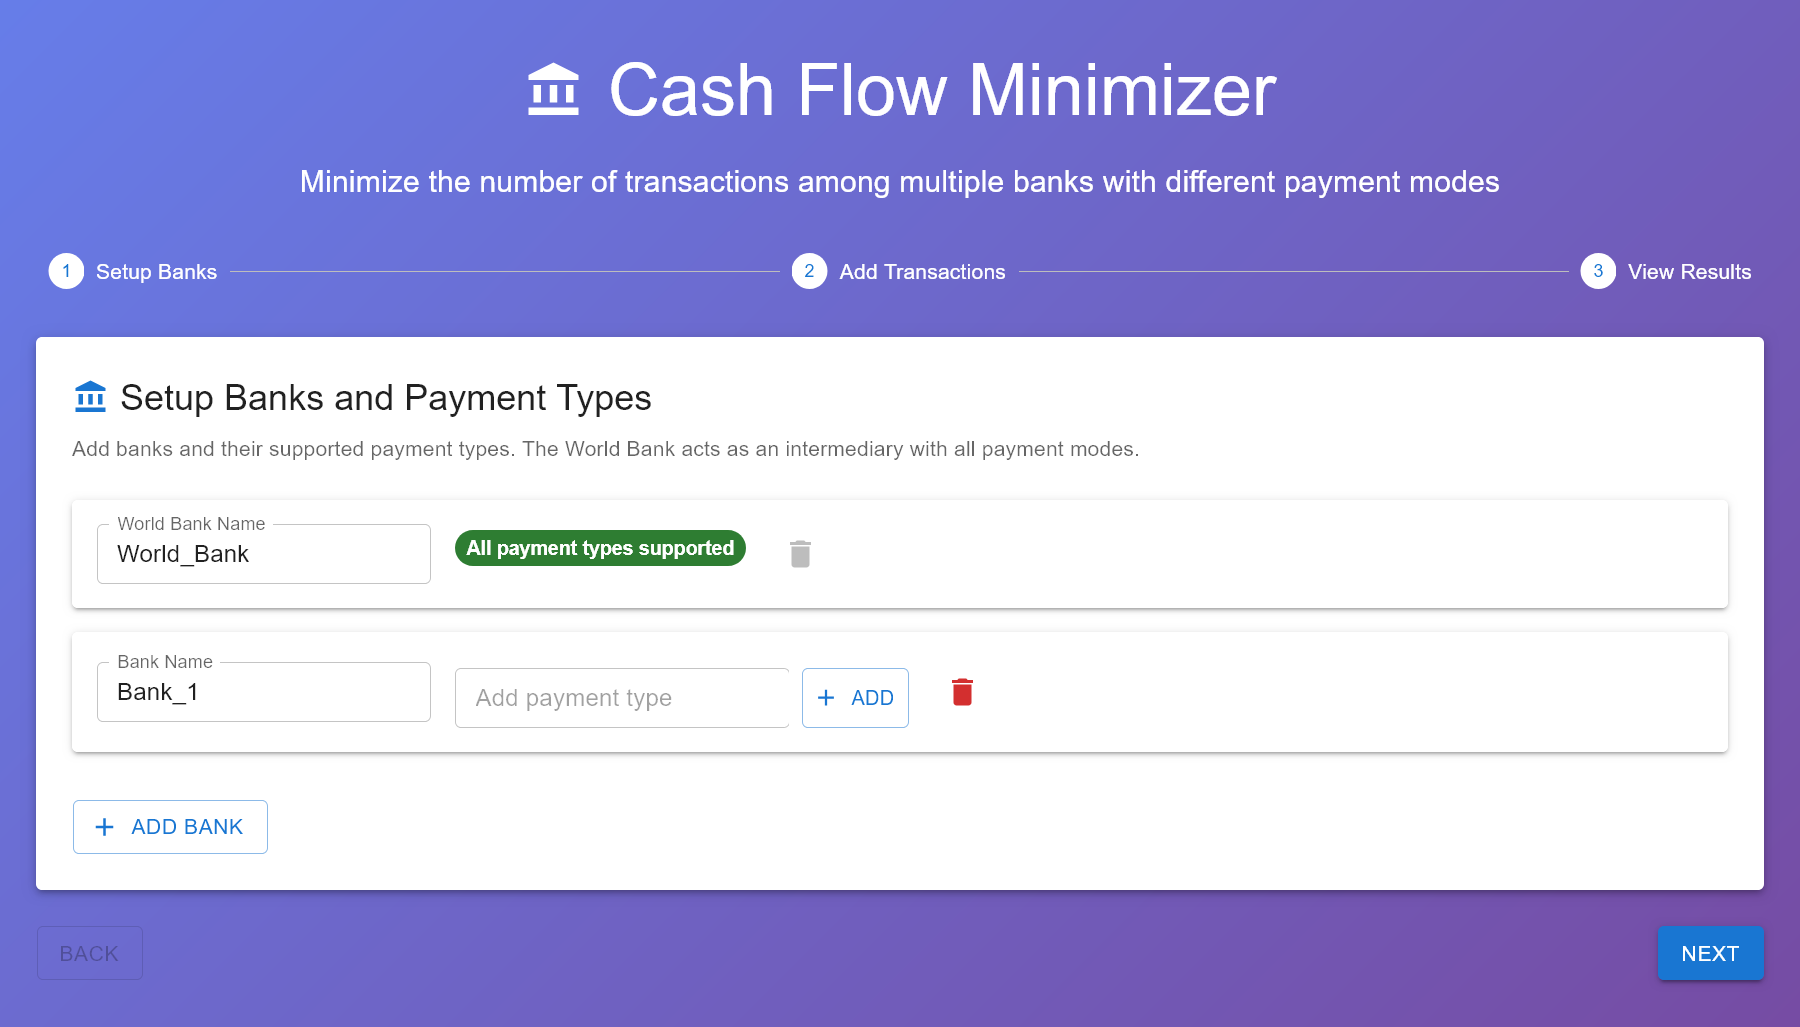 Cash Flow Minimizer
Minimize the number of transactions among multiple banks with different payment modes
1 Setup Banks 2 Add Transactions 3 View Results
Setup Banks and Payment Types
Add banks and their supported payment types. The World Bank acts as an intermediary with all payment modes.
World Bank Name
World_Bank
All payment types supported
Bank Name
Bank_1
Add payment type
ADD
ADD BANK
BACK
NEXT